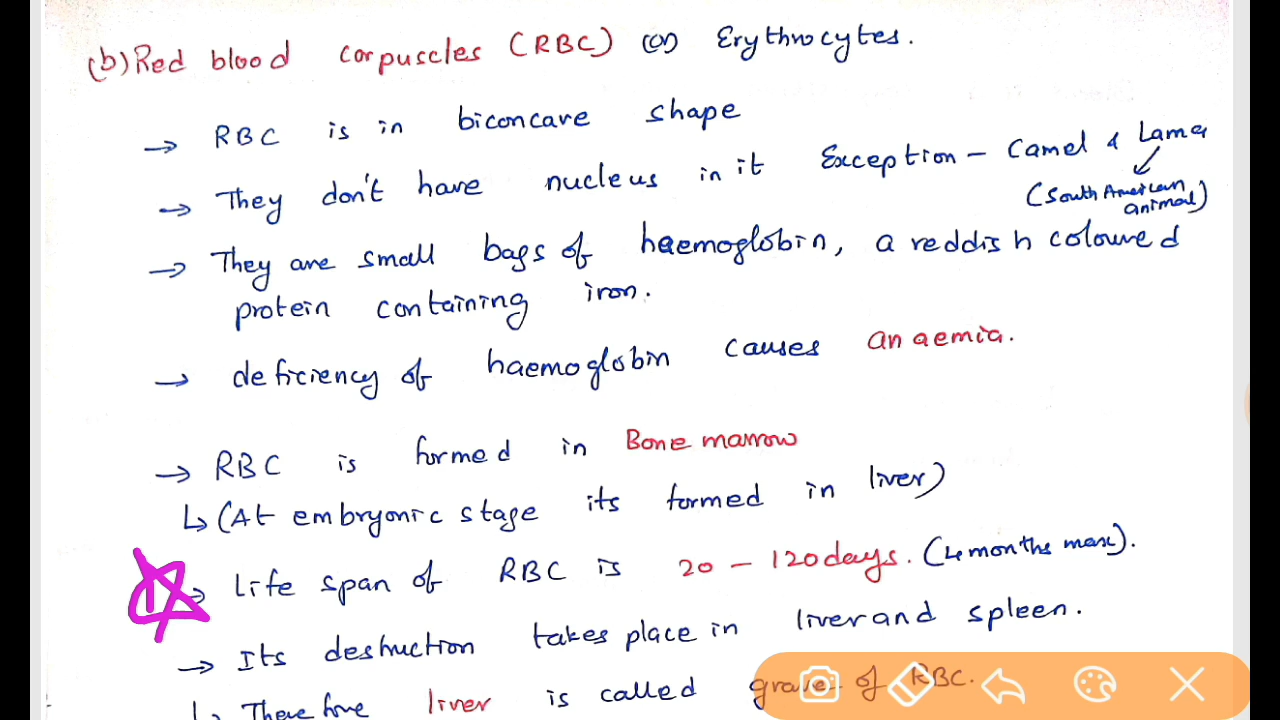 (b) Red blood corpuscles (RBC) (or) Erythrocytes.
→ RBC is in biconcave shape
→ They don't have nucleus in it Exception - Camel & Lama
(South American animal)
→ They are small bags of haemoglobin, a reddish coloured
protein containing iron.
→ deficiency of haemoglobin causes anaemia.
→ RBC is formed in Bone marrow
↳ (At embryonic stage its formed in liver)
→ Life span of RBC is 20 - 120 days. (4 months max).
→ Its destruction takes place in liver and spleen.
↳ Therefore liver is called grave of RBC.